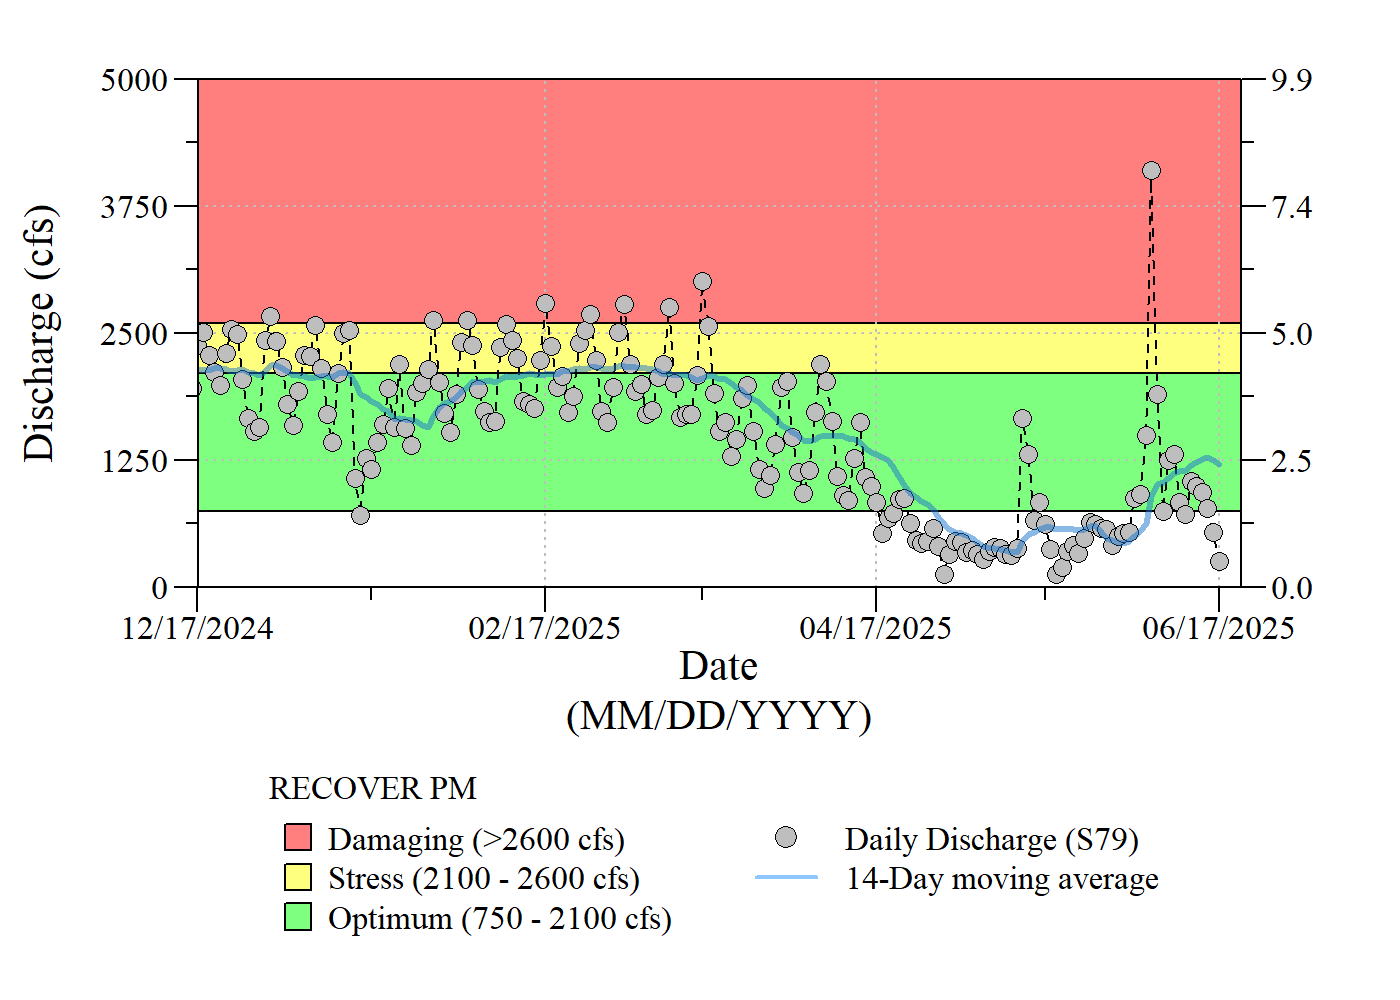 5000
3750
2500
1250
0
Discharge (cfs)
9.9
7.4
5.0
2.5
0.0
12/17/2024
02/17/2025
04/17/2025
06/17/2025
Date
(MM/DD/YYYY)
RECOVER PM
Damaging (>2600 cfs)
Stress (2100 - 2600 cfs)
Optimum (750 - 2100 cfs)
Daily Discharge (S79)
14-Day moving average